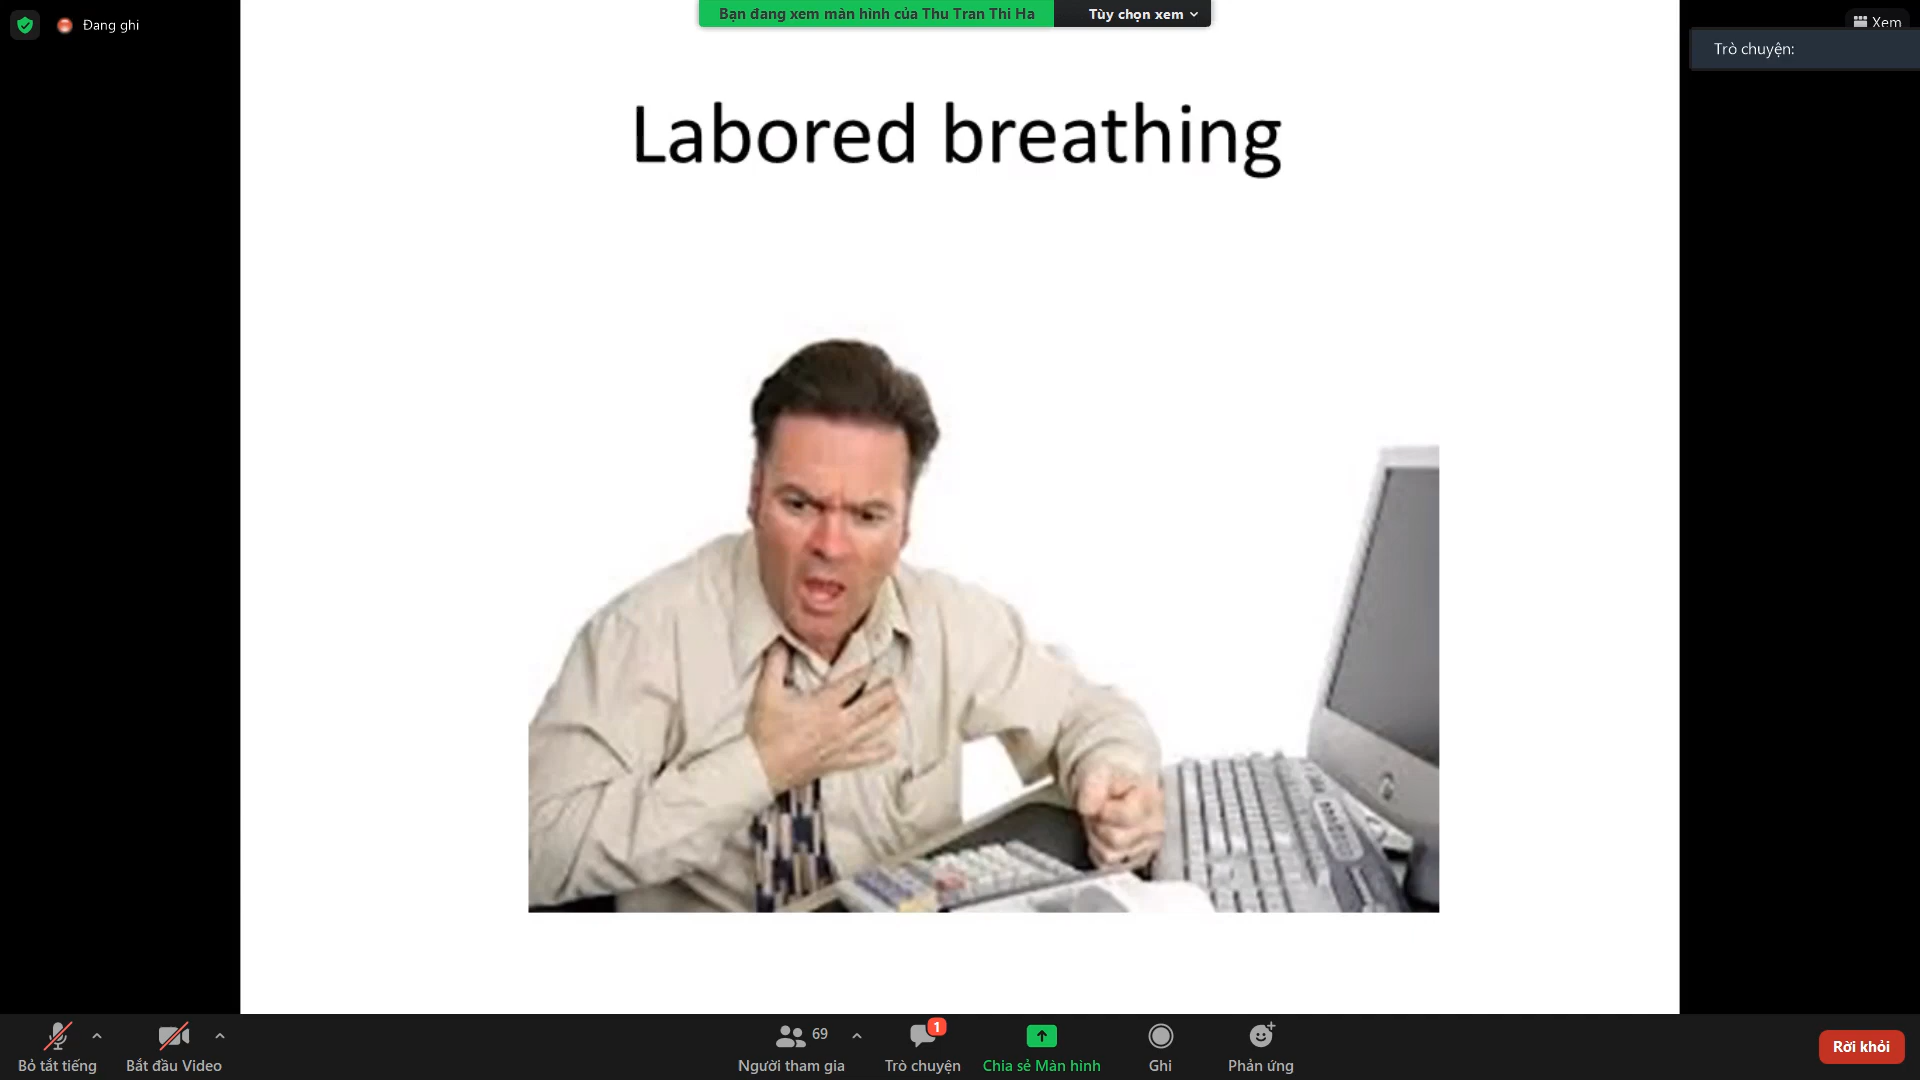 Đang ghi
Bạn đang xem màn hình của Thu Tran Thi Ha
Tùy chọn xem
Xem
Trò chuyện:
Labored breathing
69
1
Bỏ tắt tiếng
Bắt đầu Video
Người tham gia
Trò chuyện
Chia sẻ Màn hình
Ghi
Phản ứng
Rời khỏi